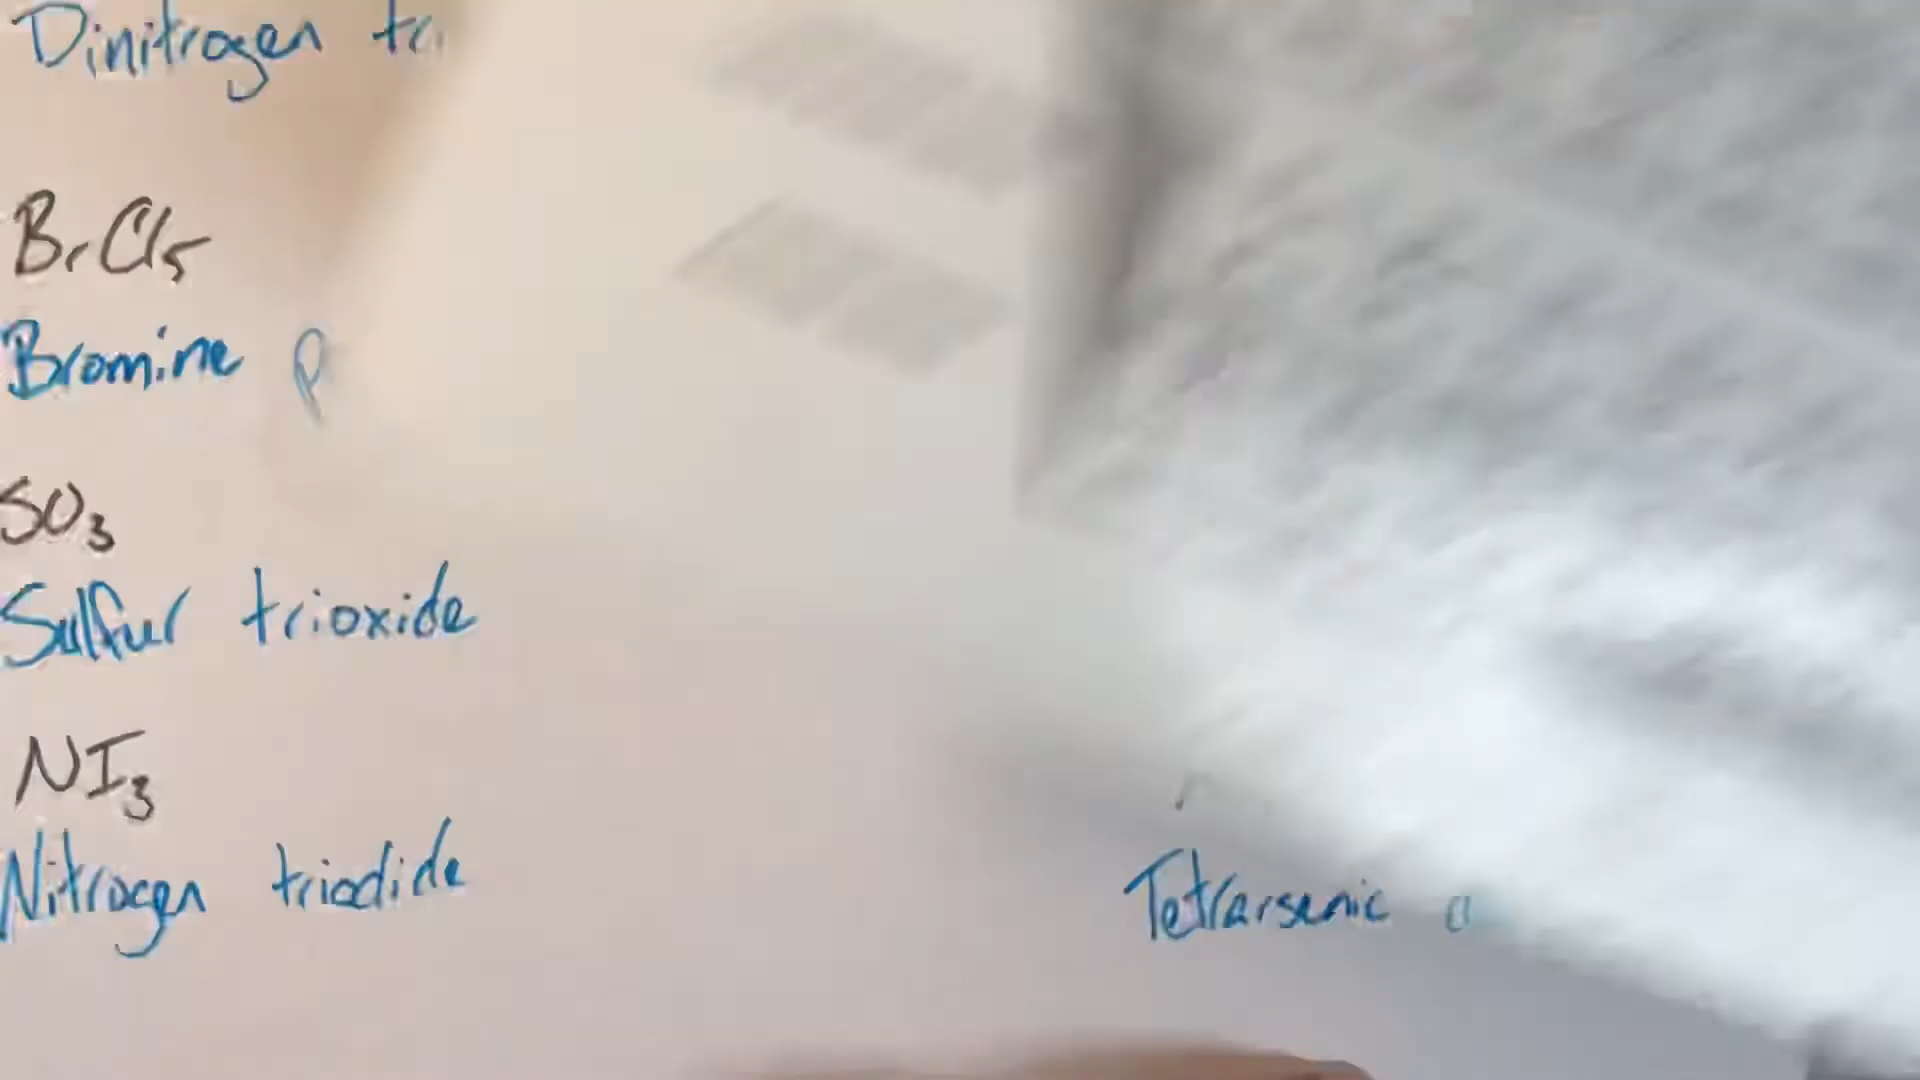 Dinitrogen
BrCl5
Bromine
SO3
Sulfur trioxide
NI3
Nitrogen triodide
Tetrarsenic